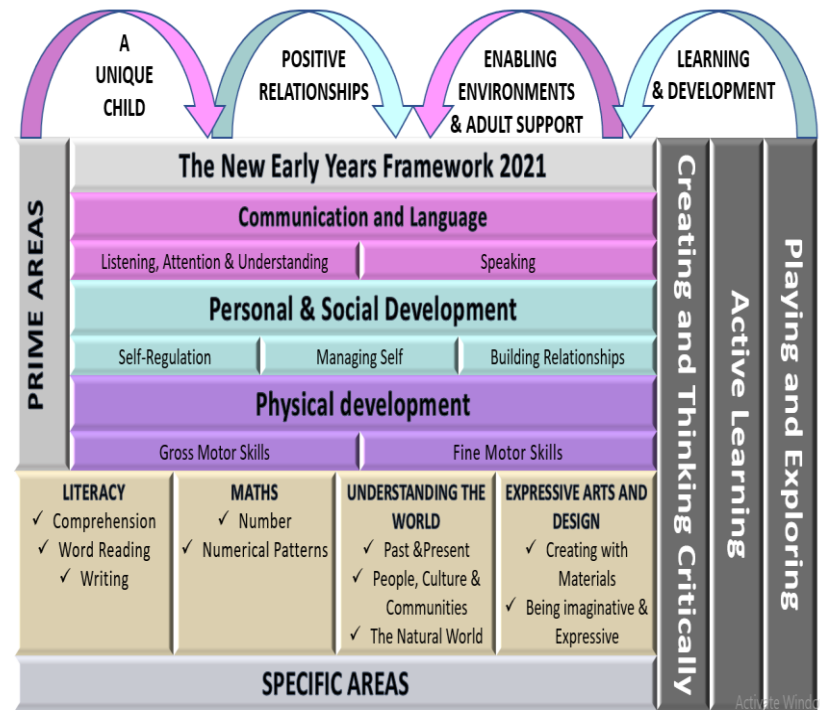 A
UNIQUE
CHILD
POSITIVE
RELATIONSHIPS
ENABLING
ENVIRONMENTS
& ADULT SUPPORT
LEARNING
& DEVELOPMENT
PRIME AREAS
The New Early Years Framework 2021
Communication and Language
Listening, Attention & Understanding
Speaking
Personal & Social Development
Self-Regulation
Managing Self
Building Relationships
Physical development
Gross Motor Skills
Fine Motor Skills
LITERACY
✓ Comprehension
✓ Word Reading
✓ Writing
MATHS
✓ Number
✓ Numerical Patterns
UNDERSTANDING THE
WORLD
✓ Past &Present
✓ People, Culture &
Communities
✓ The Natural World
EXPRESSIVE ARTS AND
DESIGN
✓ Creating with
Materials
✓ Being imaginative &
Expressive
SPECIFIC AREAS
Creating and Thinking Critically
Active Learning
Playing and Exploring
Activate Windo